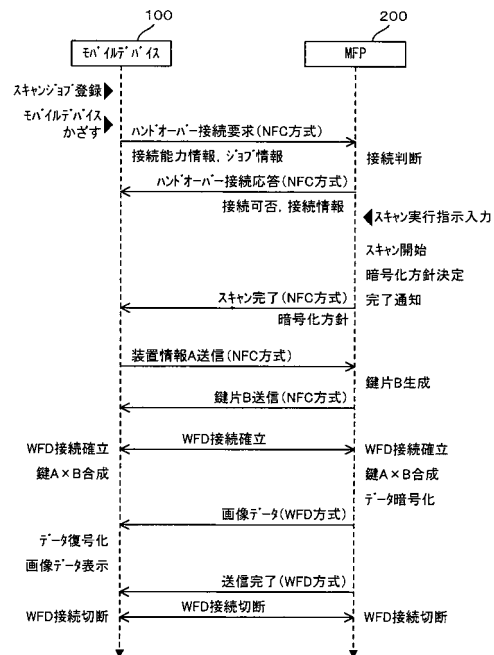 100
200
モバイルデバイス
MFP
スキャンジョブ登録
モバイルデバイス
かざす
ハンドオーバー接続要求(NFC方式)
接続能力情報, ジョブ情報
接続判断
ハンドオーバー接続応答(NFC方式)
接続可否, 接続情報
スキャン実行指示入力
スキャン開始
暗号化方針決定
スキャン完了(NFC方式)
完了通知
暗号化方針
装置情報A送信(NFC方式)
鍵片B生成
鍵片B送信(NFC方式)
WFD接続確立
WFD接続確立
WFD接続確立
鍵A×B合成
鍵A×B合成
データ暗号化
画像データ(WFD方式)
データ復号化
画像データ表示
送信完了(WFD方式)
WFD接続切断
WFD接続切断
WFD接続切断